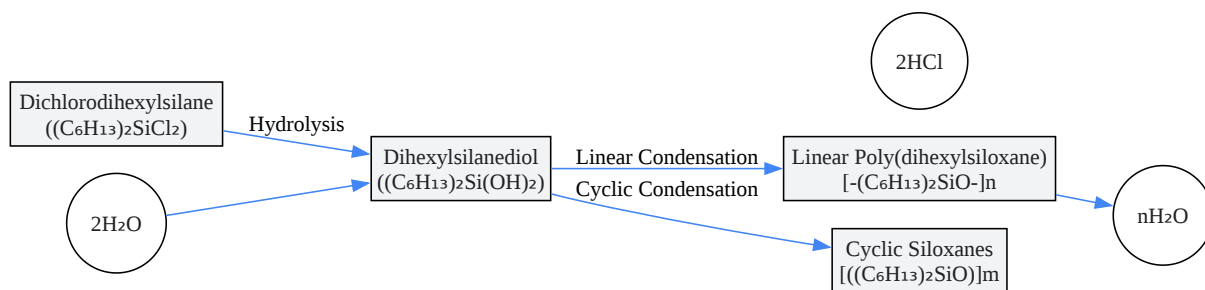 2HCl
Dichlorodihexylsilane
((C₆H₁₃)₂SiCl₂)
Hydrolysis
2H₂O
Dihexylsilanediol
((C₆H₁₃)₂Si(OH)₂)
Linear Condensation
Cyclic Condensation
Linear Poly(dihexylsiloxane)
[-(C₆H₁₃)₂SiO-]n
nH₂O
Cyclic Siloxanes
[((C₆H₁₃)₂SiO)]m